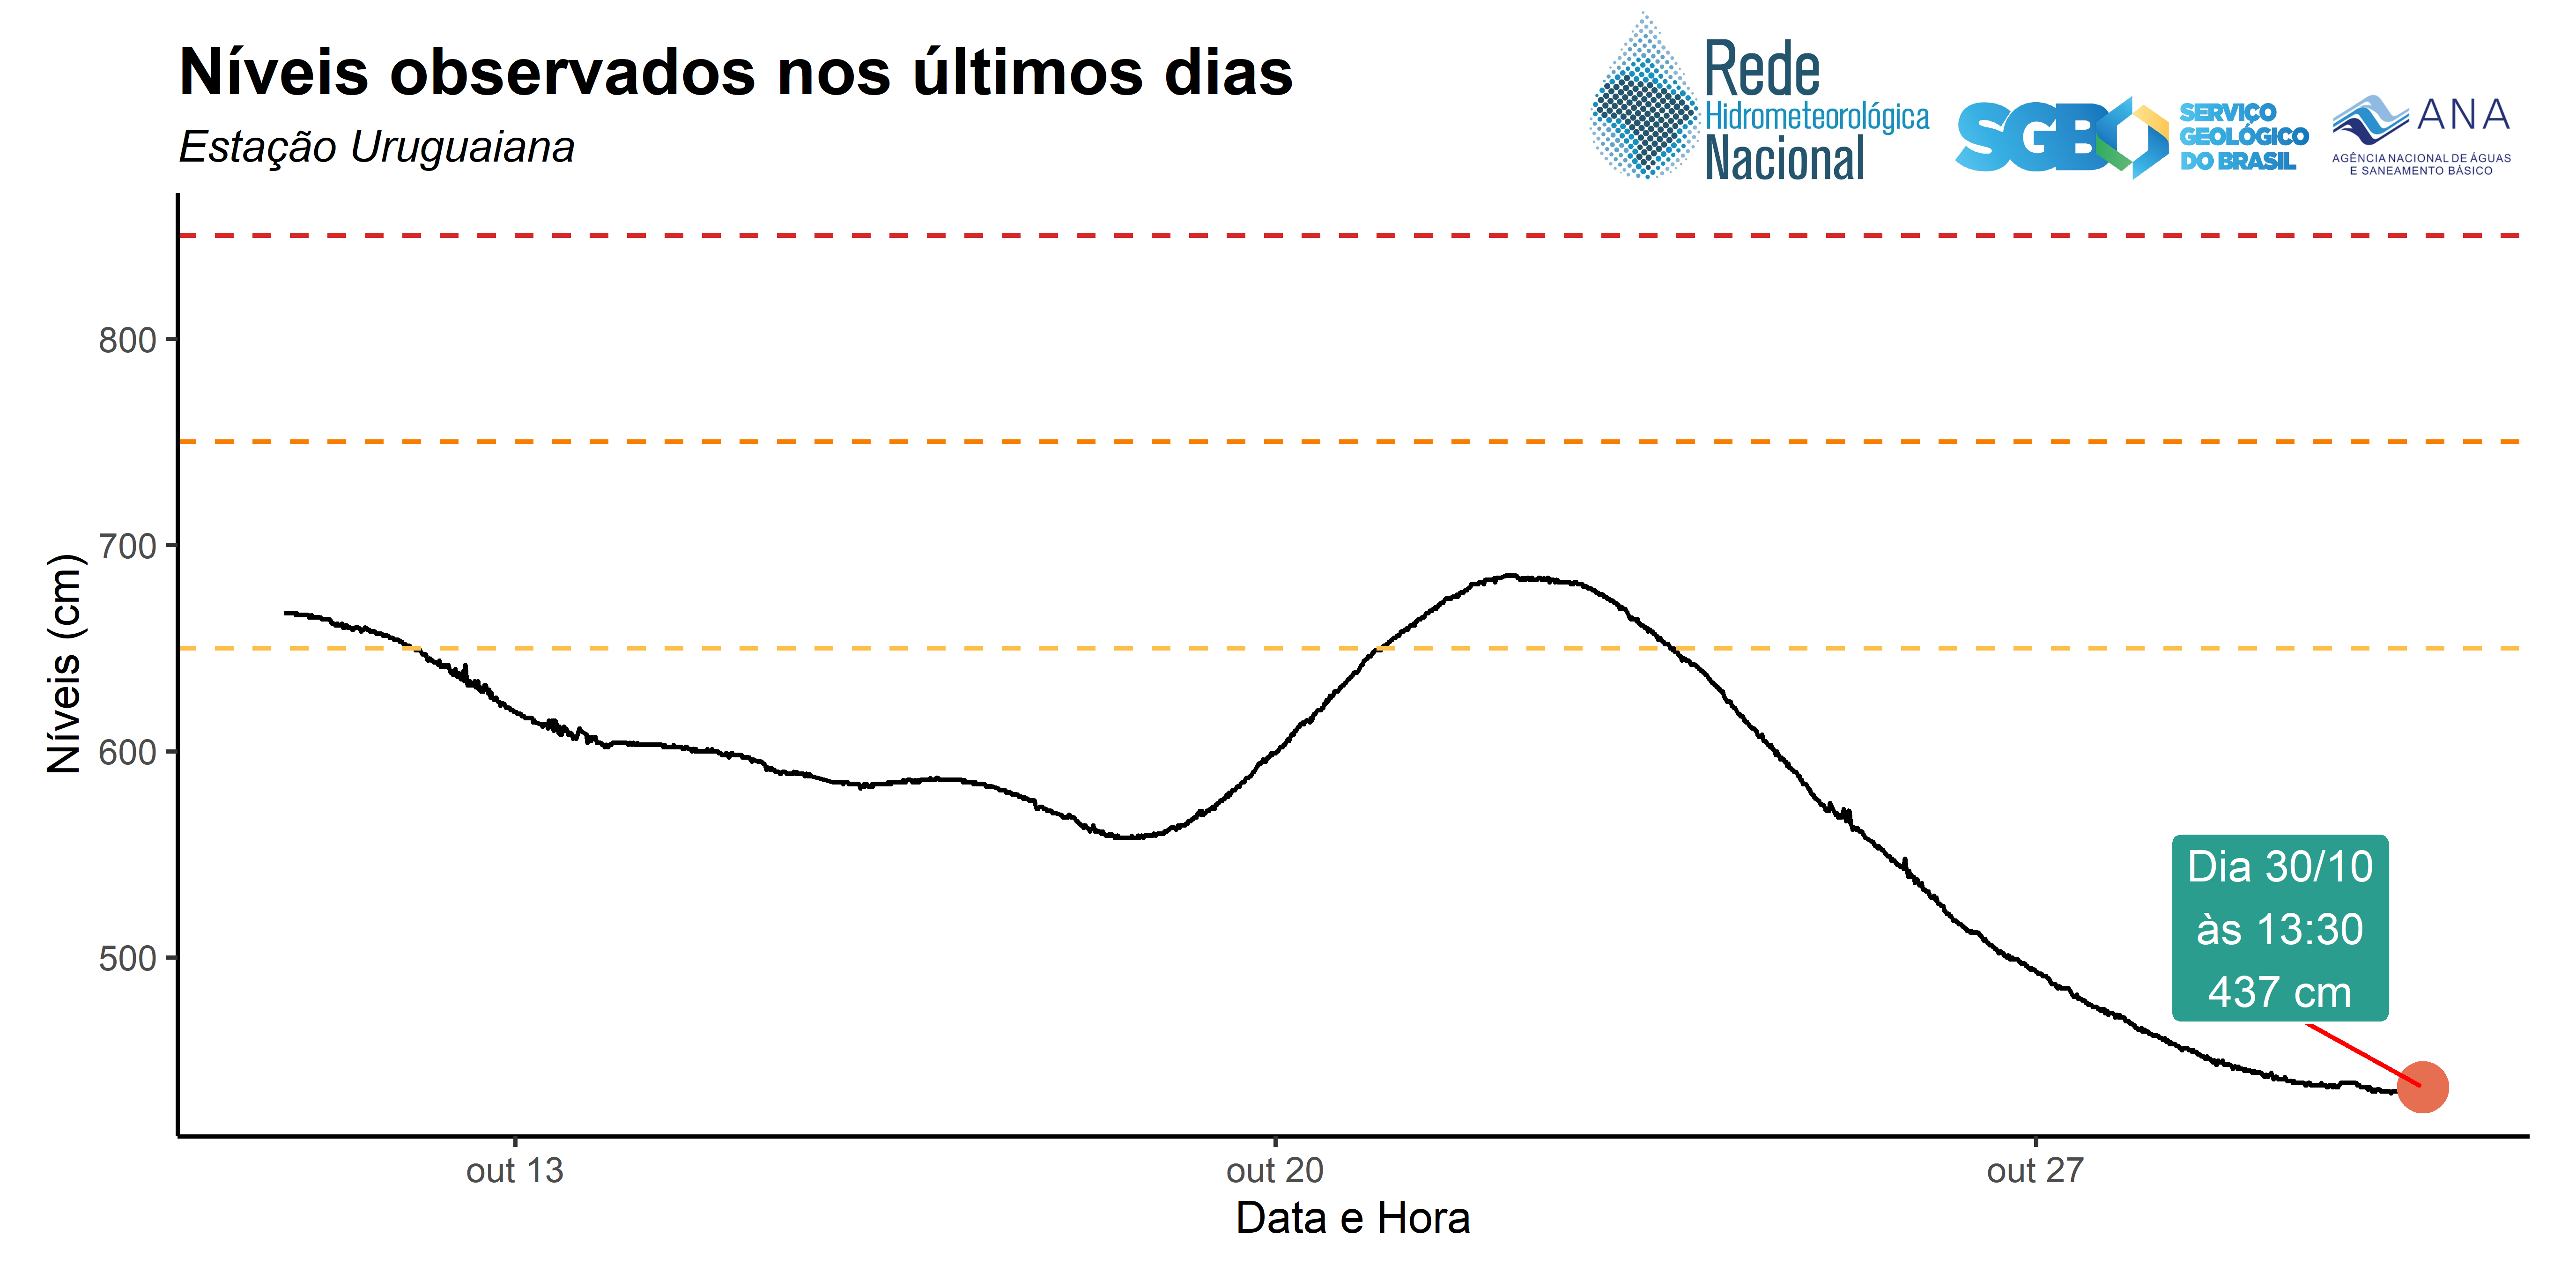 Níveis observados nos últimos dias
Estação Uruguaiana
Rede
Hidrometeorológica
Nacional
SGB
SERVIÇO
GEOLÓGICO
DO BRASIL
ANA
AGÊNCIA NACIONAL DE ÁGUAS
E SANEAMENTO BÁSICO
Níveis (cm)
800
700
600
500
Dia 30/10
às 13:30
437 cm
out 13
out 20
out 27
Data e Hora